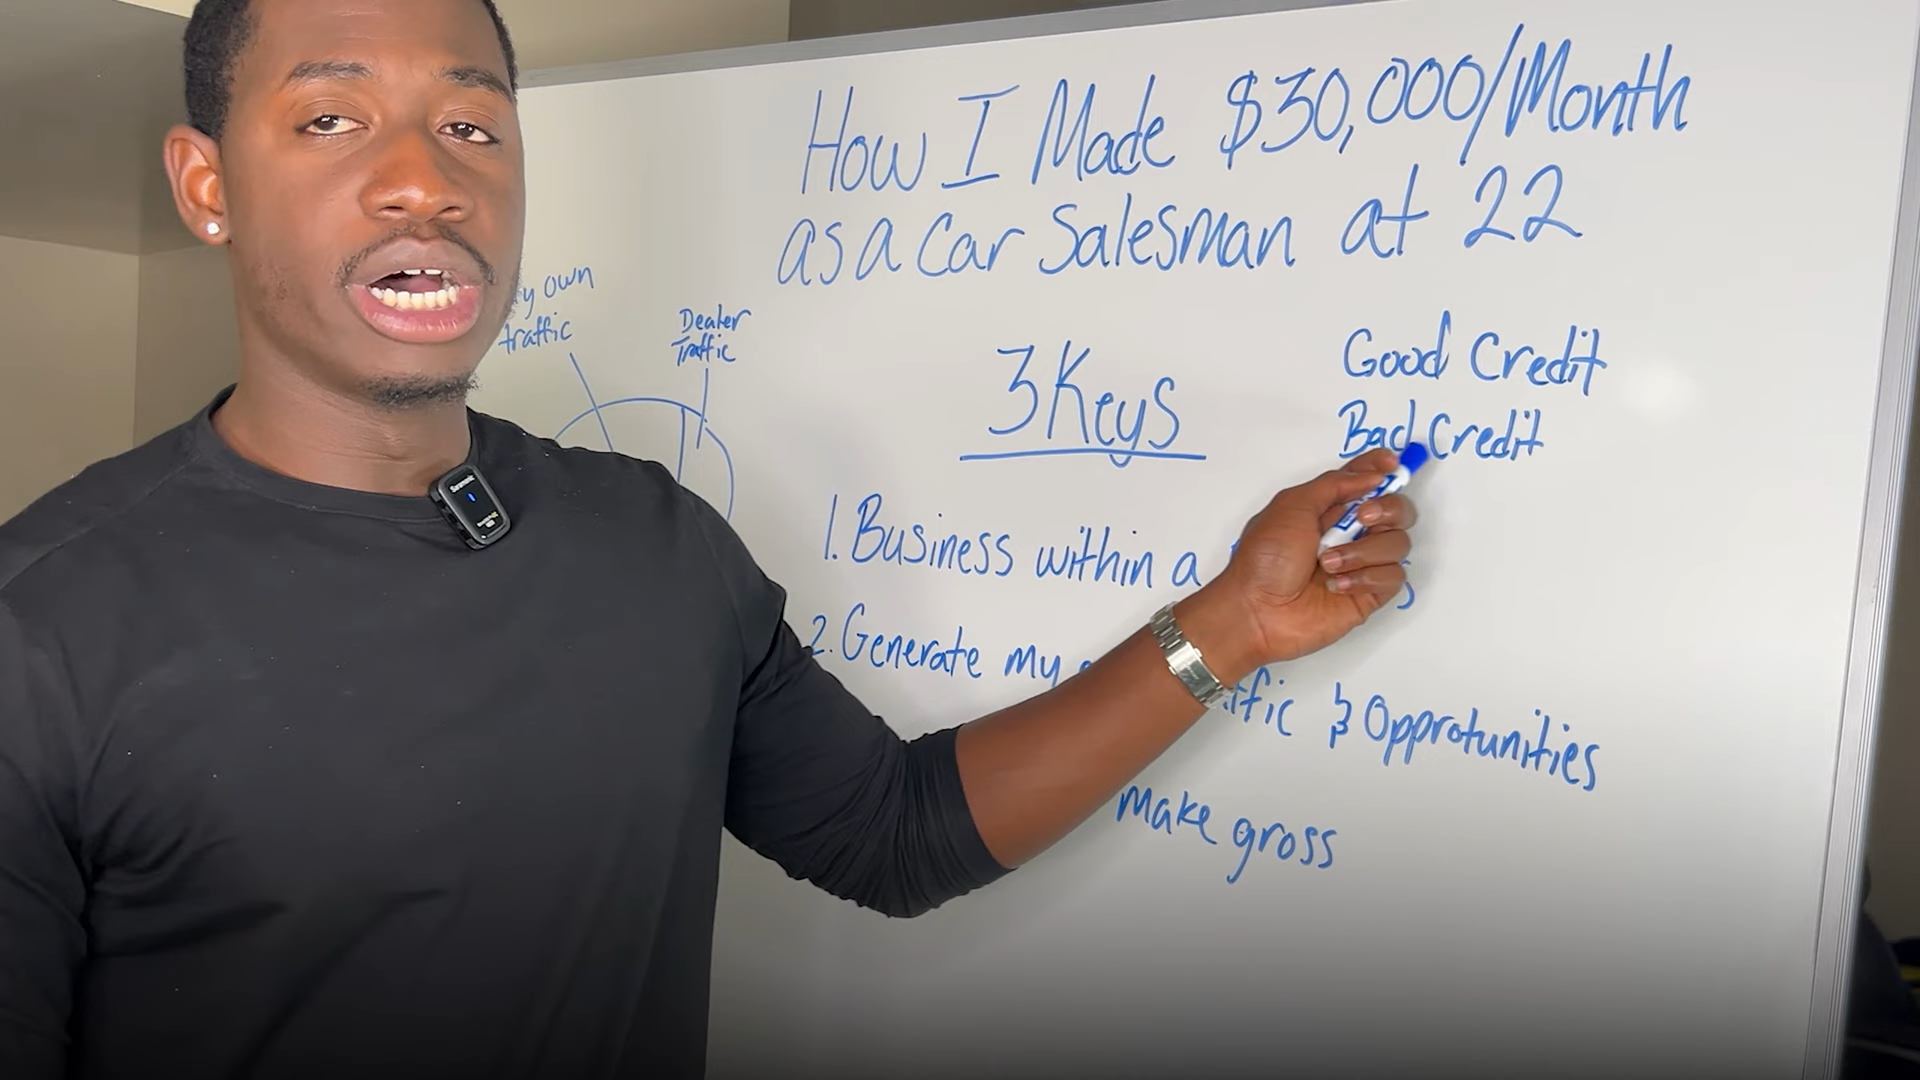 How I Made $30,000/Month
as a Car Salesman at 22
y own
traffic
Dealer
Traffic
3 Keys
Good Credit
Bad Credit
1. Business within a
2. Generate my & Opprotunities
make gross
Saramonic